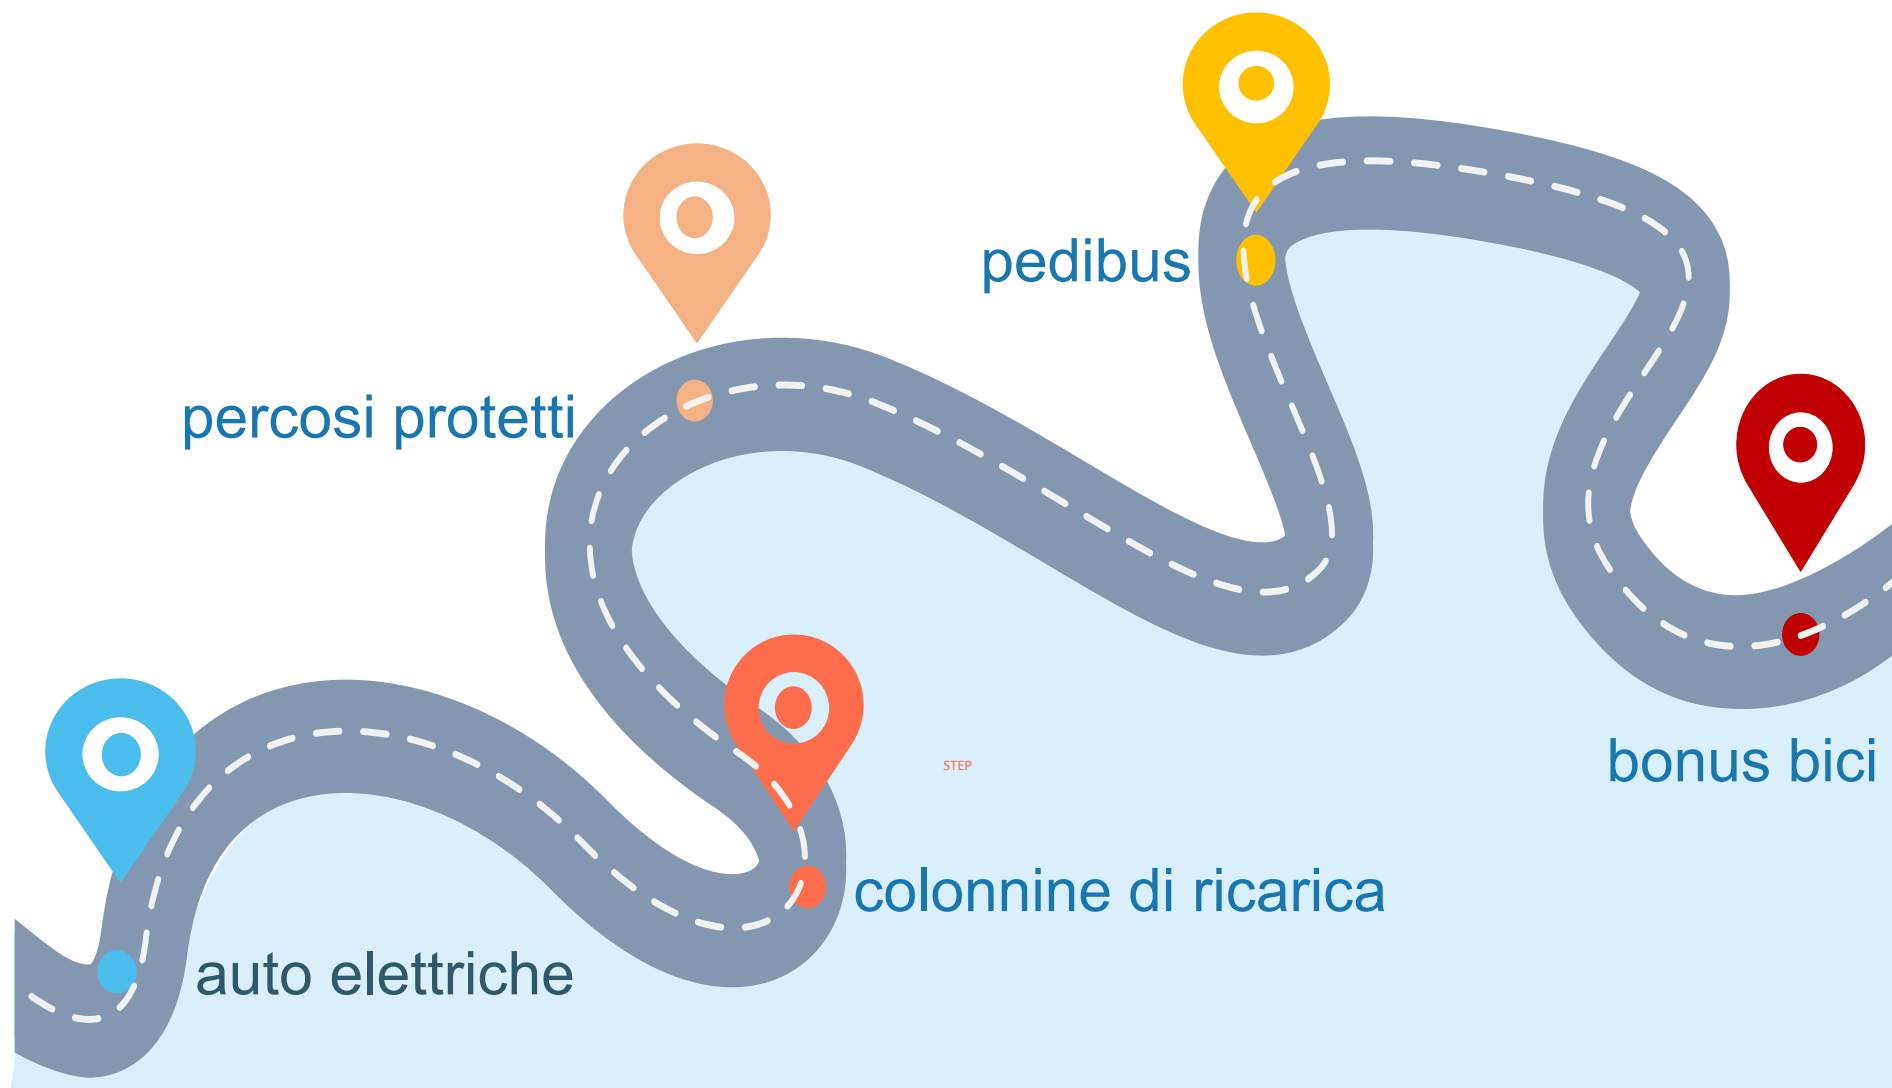 pedibus
percosi protetti
STEP
bonus bici
colonnine di ricarica
auto elettriche